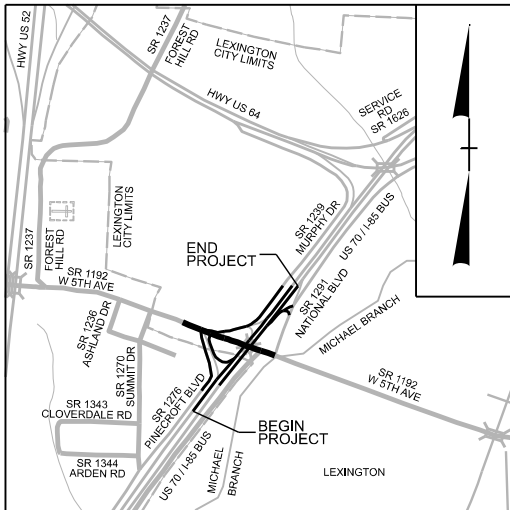 HWY US 52
SR 1237
FOREST
HILL RD
LEXINGTON
CITY LIMITS
HWY US 64
SERVICE
RD
SR 1626
LEXINGTON
CITY LIMITS
SR 1237
FOREST
HILL RD
SR 1239
MURPHY DR
US 70 / I-85 BUS
END
PROJECT
SR 1291
NATIONAL BLVD
SR 1192
W 5TH AVE
MICHAEL BRANCH
SR 1236
ASHLAND DR
SR 1270
SUMMIT DR
SR 1192
W 5TH AVE
SR 1343
CLOVERDALE RD
SR 1276
PINECROFT BLVD
BEGIN
PROJECT
SR 1344
ARDEN RD
US 70 / I-85 BUS
MICHAEL
BRANCH
LEXINGTON